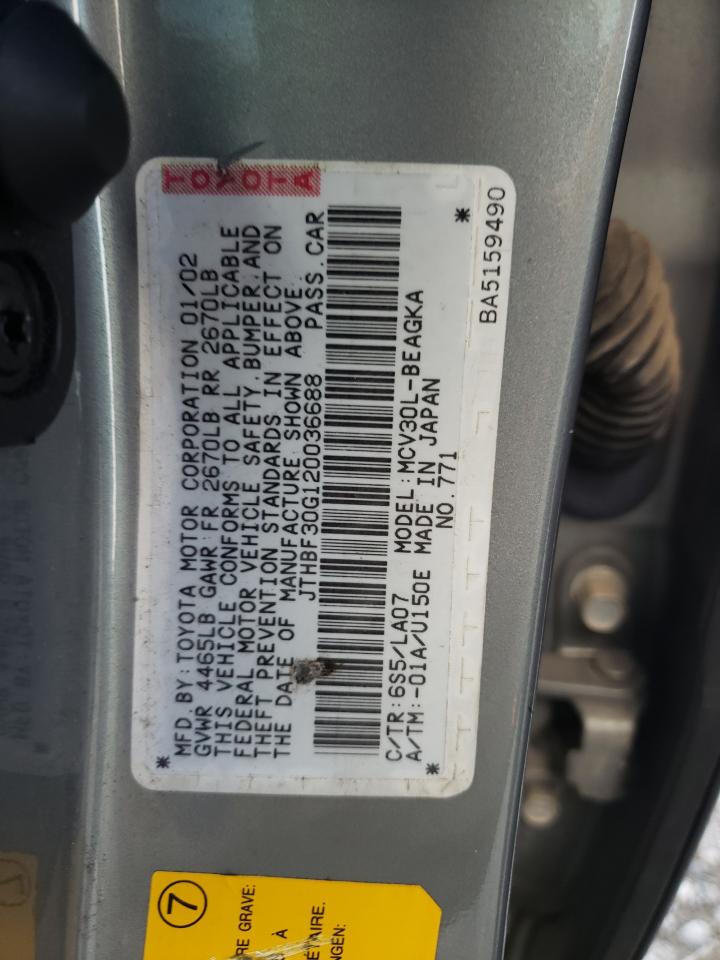 TOYOTA
MFD. BY: TOYOTA MOTOR CORPORATION 01/02
GVWR 4465LB GAWR FR 2670LB RR 2670LB
THIS VEHICLE CONFORMS TO ALL APPLICABLE
FEDERAL MOTOR VEHICLE SAFETY, BUMPER, AND
THEFT PREVENTION STANDARDS IN EFFECT ON
THE DATE OF MANUFACTURE SHOWN ABOVE.
JTHBF30G120036688 PASS. CAR
C/TR: 6S5/LA07 MODEL: MCV30L-BEAGKA
A/TM: -01A/U150E MADE IN JAPAN
NO. 771
BA5159490
7
RE GRAVE:
À